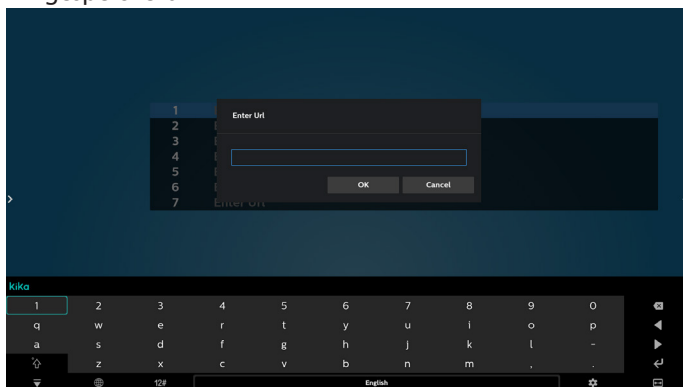 1
Enter Url
2
3
4
5
6
7 Enter Url
OK Cancel
kika
1 2 3 4 5 6 7 8 9 0
q w e r t y u i o p
a s d f g h j k l -
z x c v b n m , .
12# English